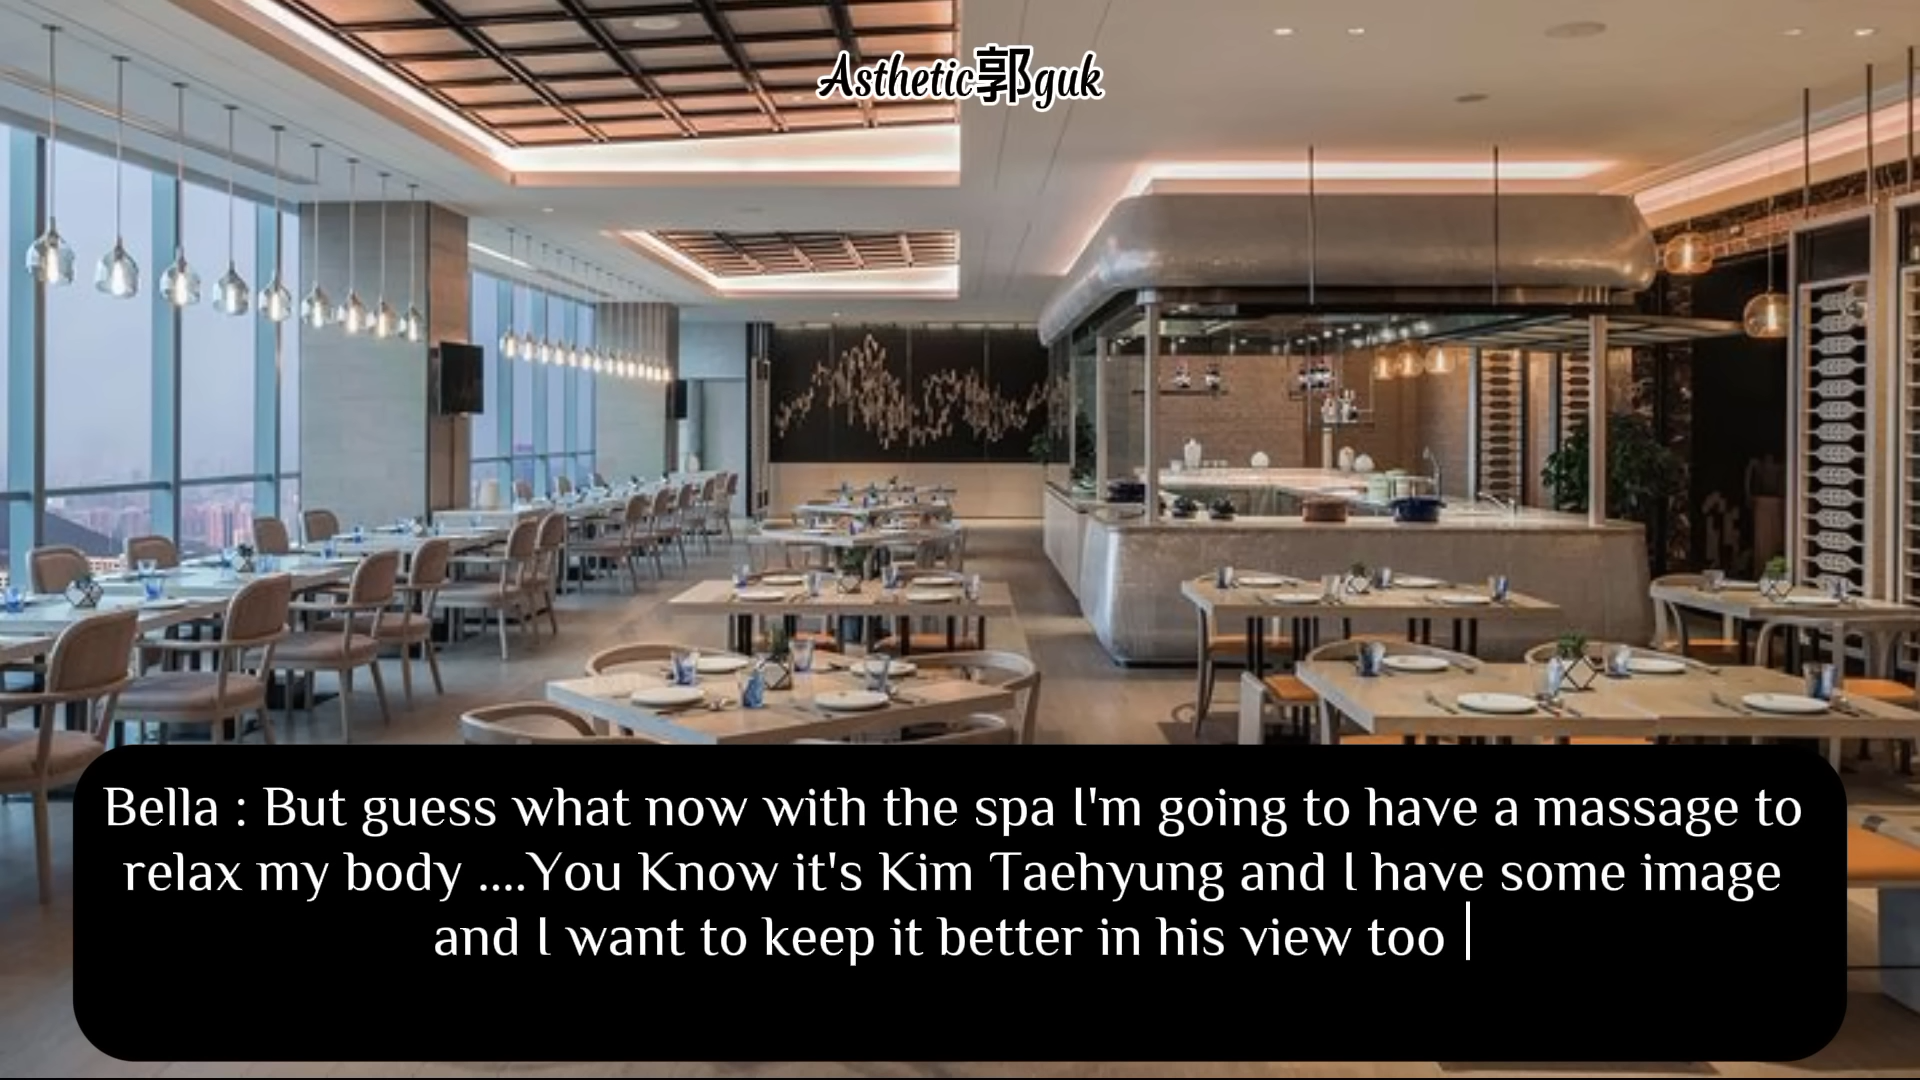 Asthetic郭guk
Bella : But guess what now with the spa I'm going to have a massage to
relax my body ....You Know it's Kim Taehyung and I have some image
and I want to keep it better in his view too